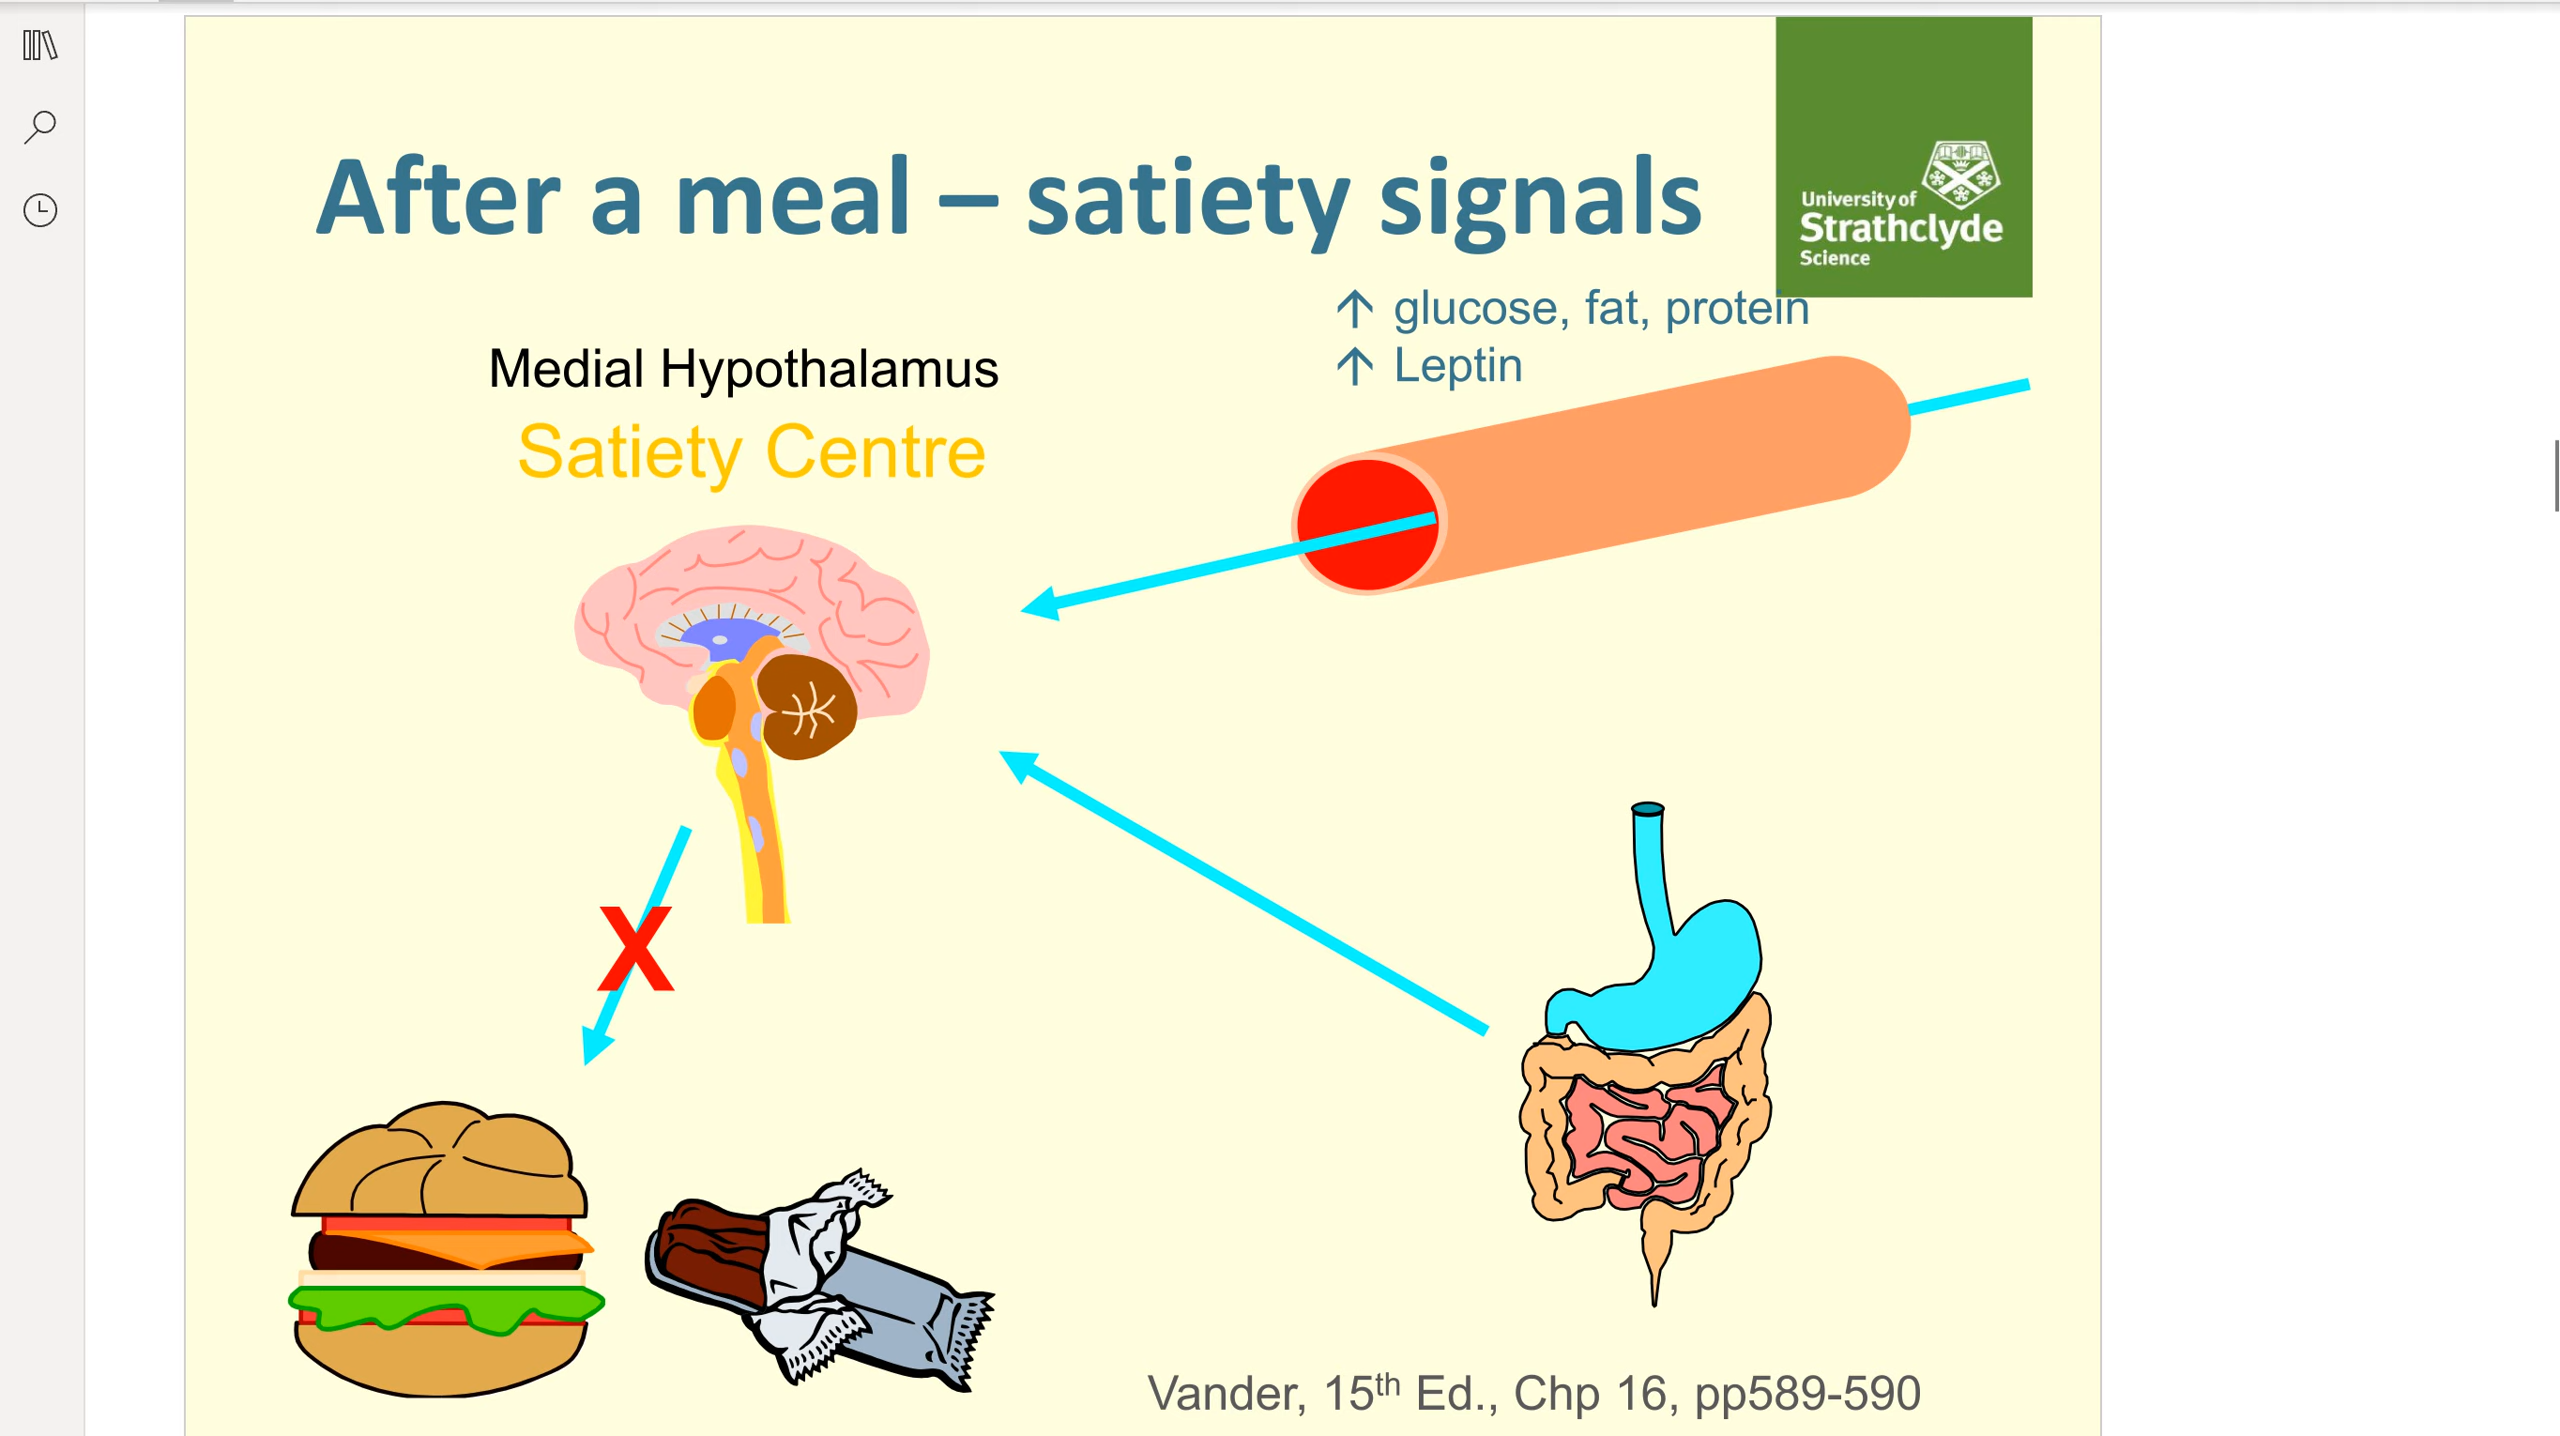 After a meal – satiety signals
University of
Strathclyde
Science
↑ glucose, fat, protein
↑ Leptin
Medial Hypothalamus
Satiety Centre
X
Vander, 15th Ed., Chp 16, pp589-590